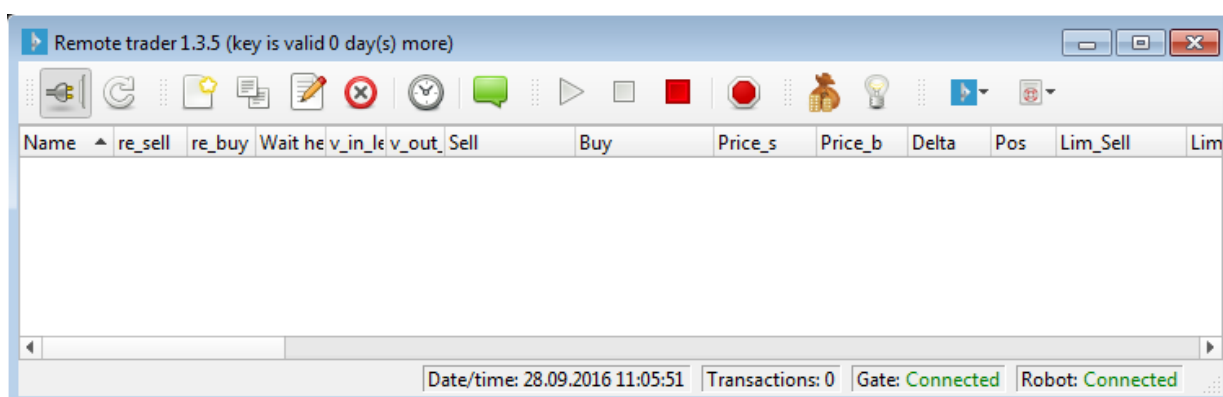 Remote trader 1.3.5 (key is valid 0 day(s) more)
Name re_sell re_buy Wait he v_in_le v_out_ Sell Buy Price_s Price_b Delta Pos Lim_Sell Lim
Date/time: 28.09.2016 11:05:51 Transactions: 0 Gate: Connected Robot: Connected